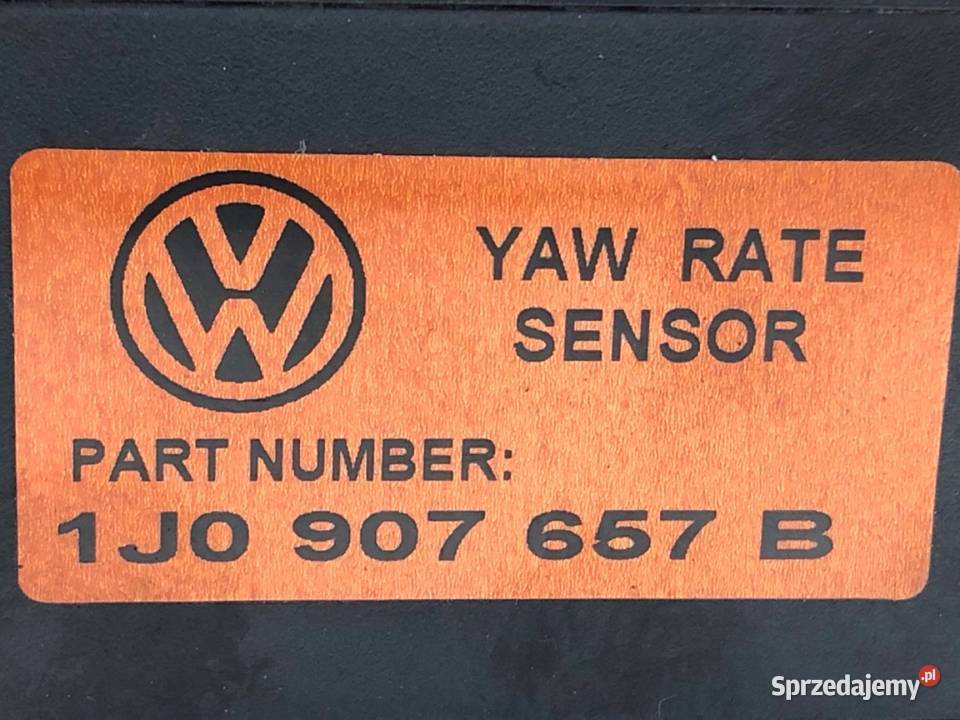 YAW RATE
SENSOR
PART NUMBER:
1J0 907 657 B
Sprzedajemy.pl